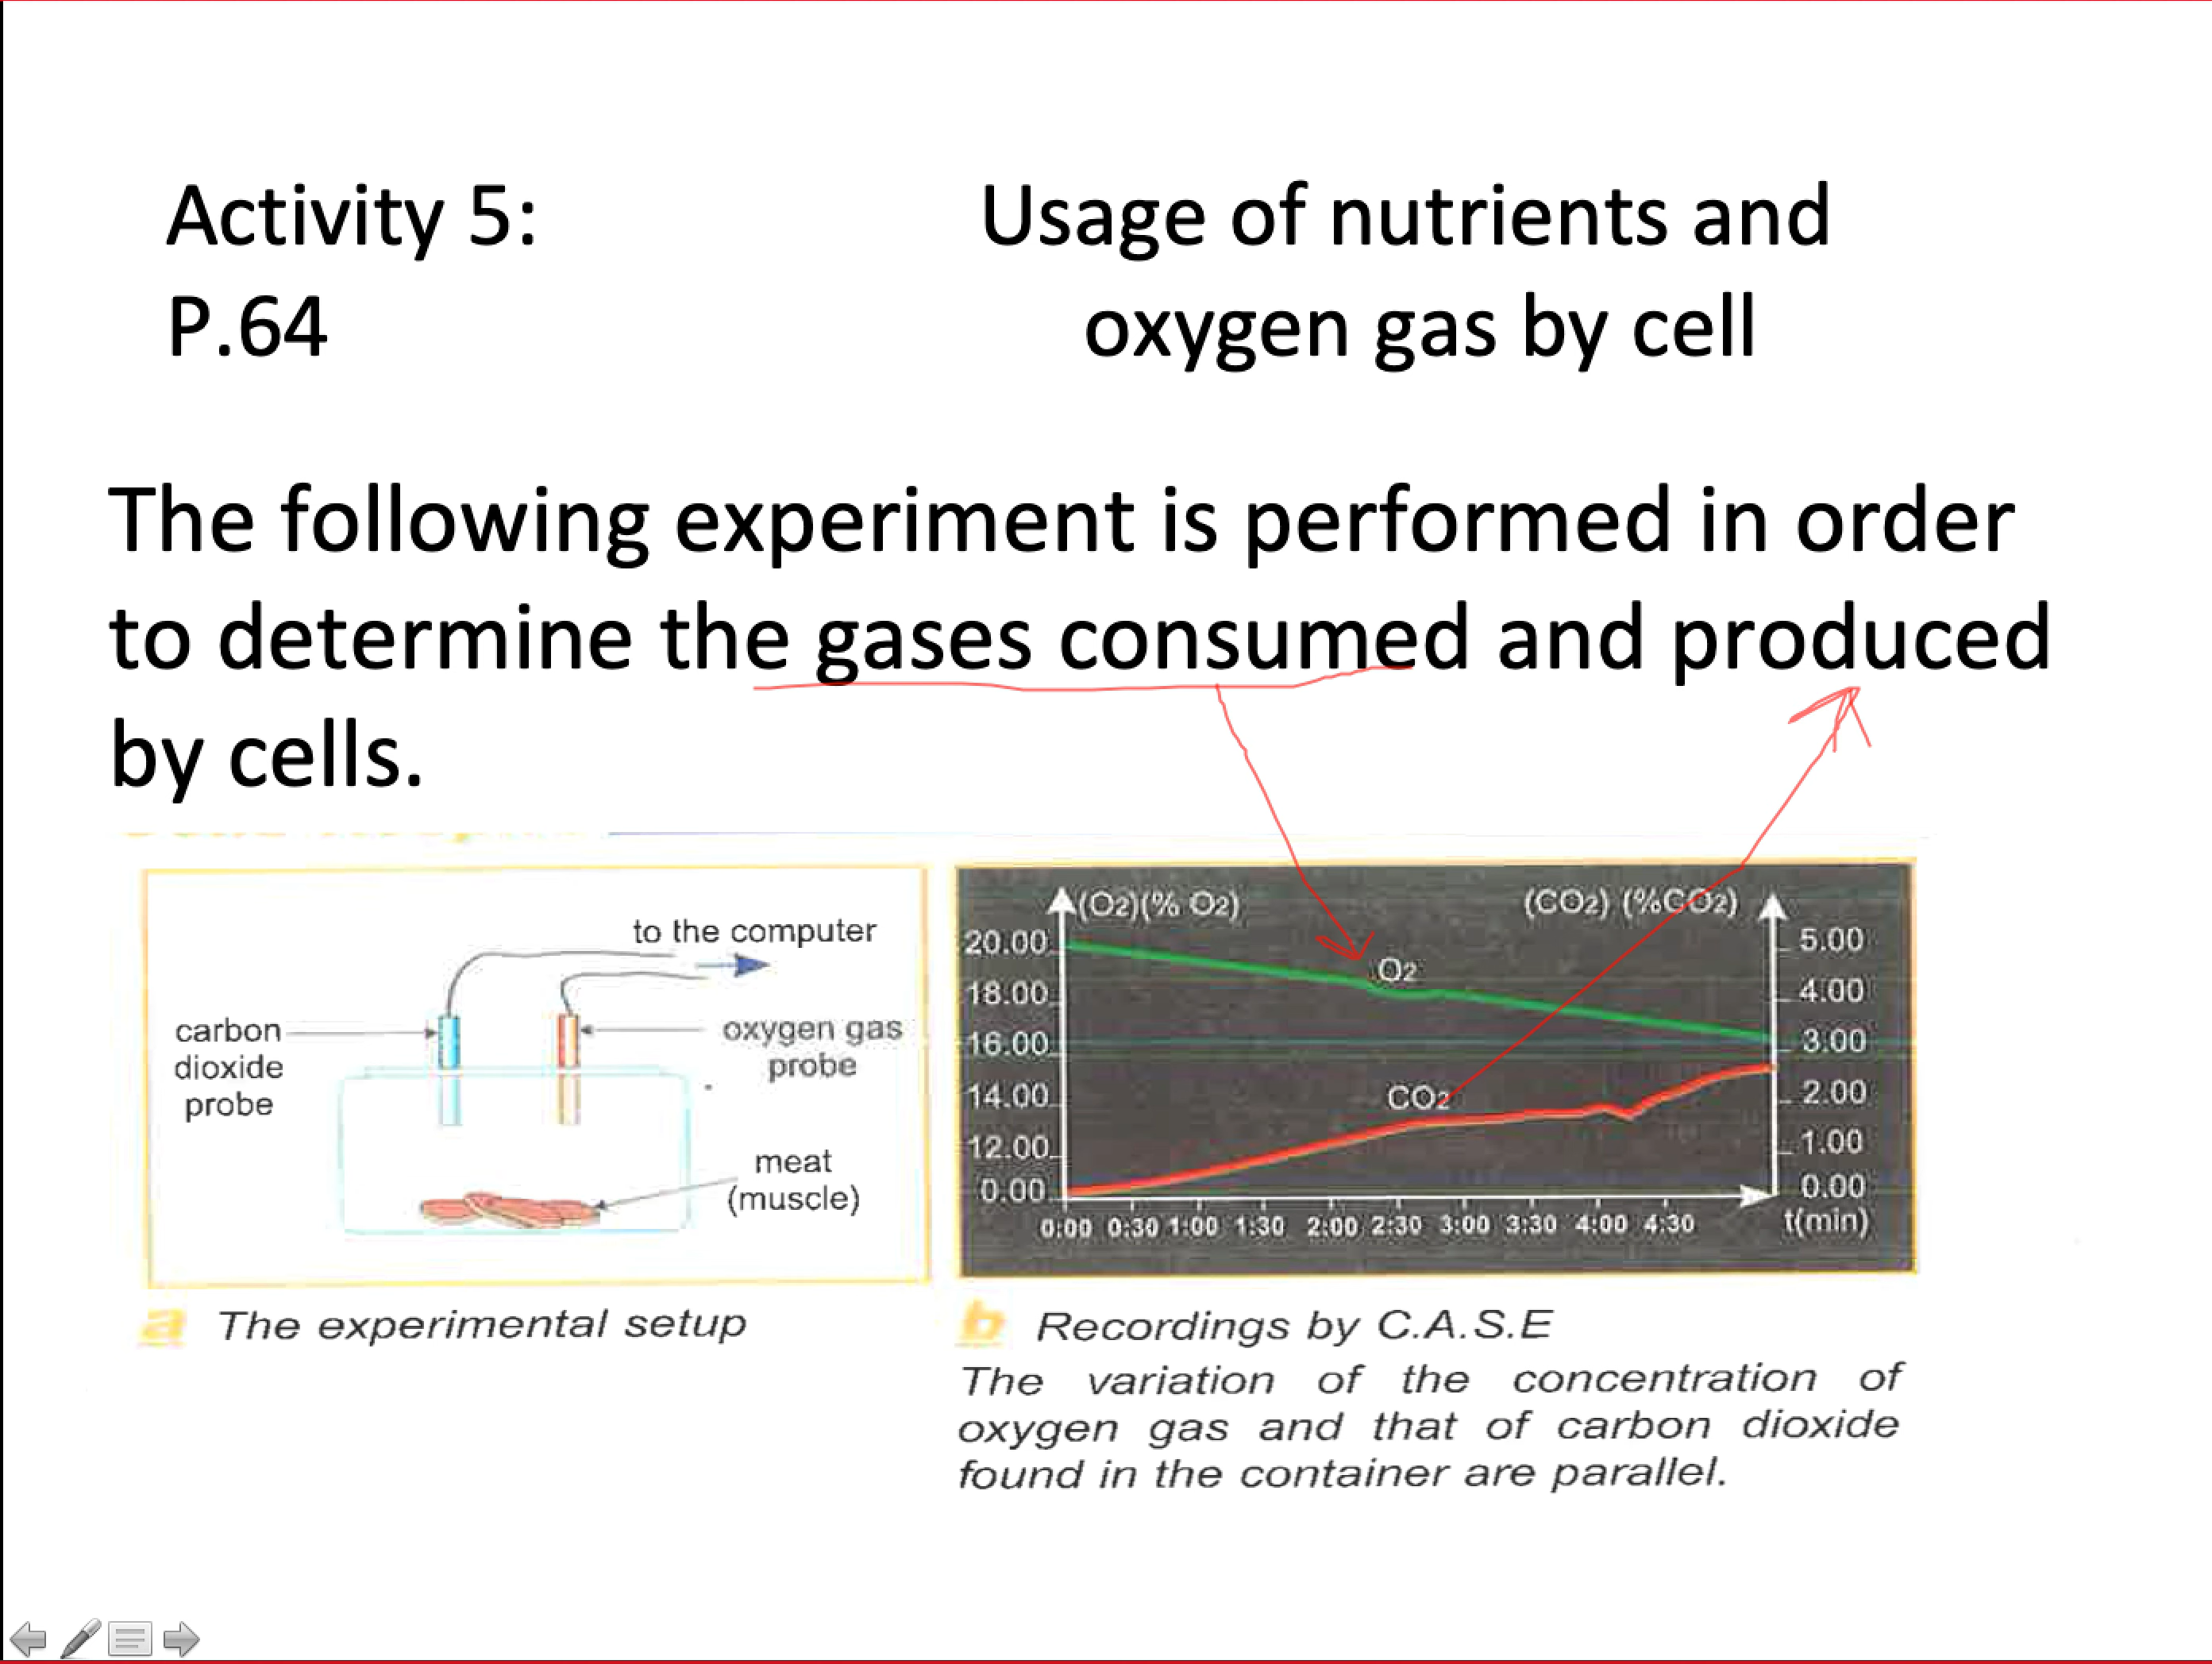 Activity 5:
Usage of nutrients and
P.64
oxygen gas by cell
The following experiment is performed in order
to determine the gases consumed and produced
by cells.
to the computer
carbon
dioxide
probe
oxygen gas
probe
meat
(muscle)
a The experimental setup
(O2)(% O2)
(CO2) (%CO2)
20.00
18.00
16.00
14.00
12.00
0.00
O2
CO2
5.00
4.00
3.00
2.00
1.00
0.00
0:00 0:30 1:00 1:30 2:00 2:30 3:00 3:30 4:00 4:30 t(min)
b Recordings by C.A.S.E
The variation of the concentration of
oxygen gas and that of carbon dioxide
found in the container are parallel.